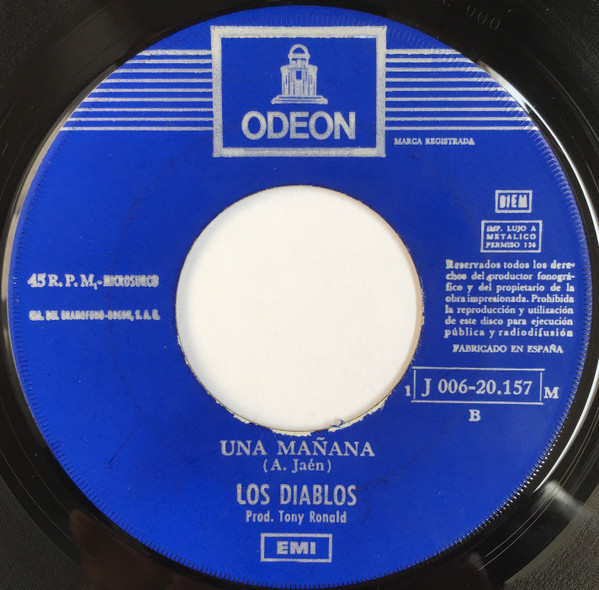 ODEON
MARCA REGISTRADA
BIEM
IMP. LUJO A
METALICO
PERMISO 126
45 R. P. M.-MICROSURCO
CIA. DEL GRAMOFONO-ODEON, S. A. E.
Reservados todos los dere-
chos del productor fonográ-
fico y del propietario de la
obra impresionada. Prohibida
la reproducción y utilización
de este disco para ejecución
pública y radiodifusión
FABRICADO EN ESPAÑA
1 J 006-20.157 M
B
UNA MAÑANA
(A. Jaén)
LOS DIABLOS
Prod. Tony Ronald
EMI